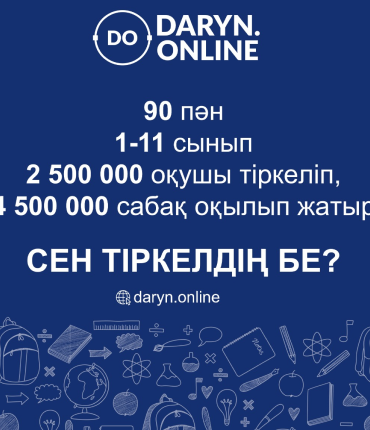 DO DARYN.
ONLINE
90 пән
1-11 сынып
2 500 000 оқушы тіркеліп,
4 500 000 сабақ оқылып жатыр
СЕН ТІРКЕЛДІҢ БЕ?
daryn.online